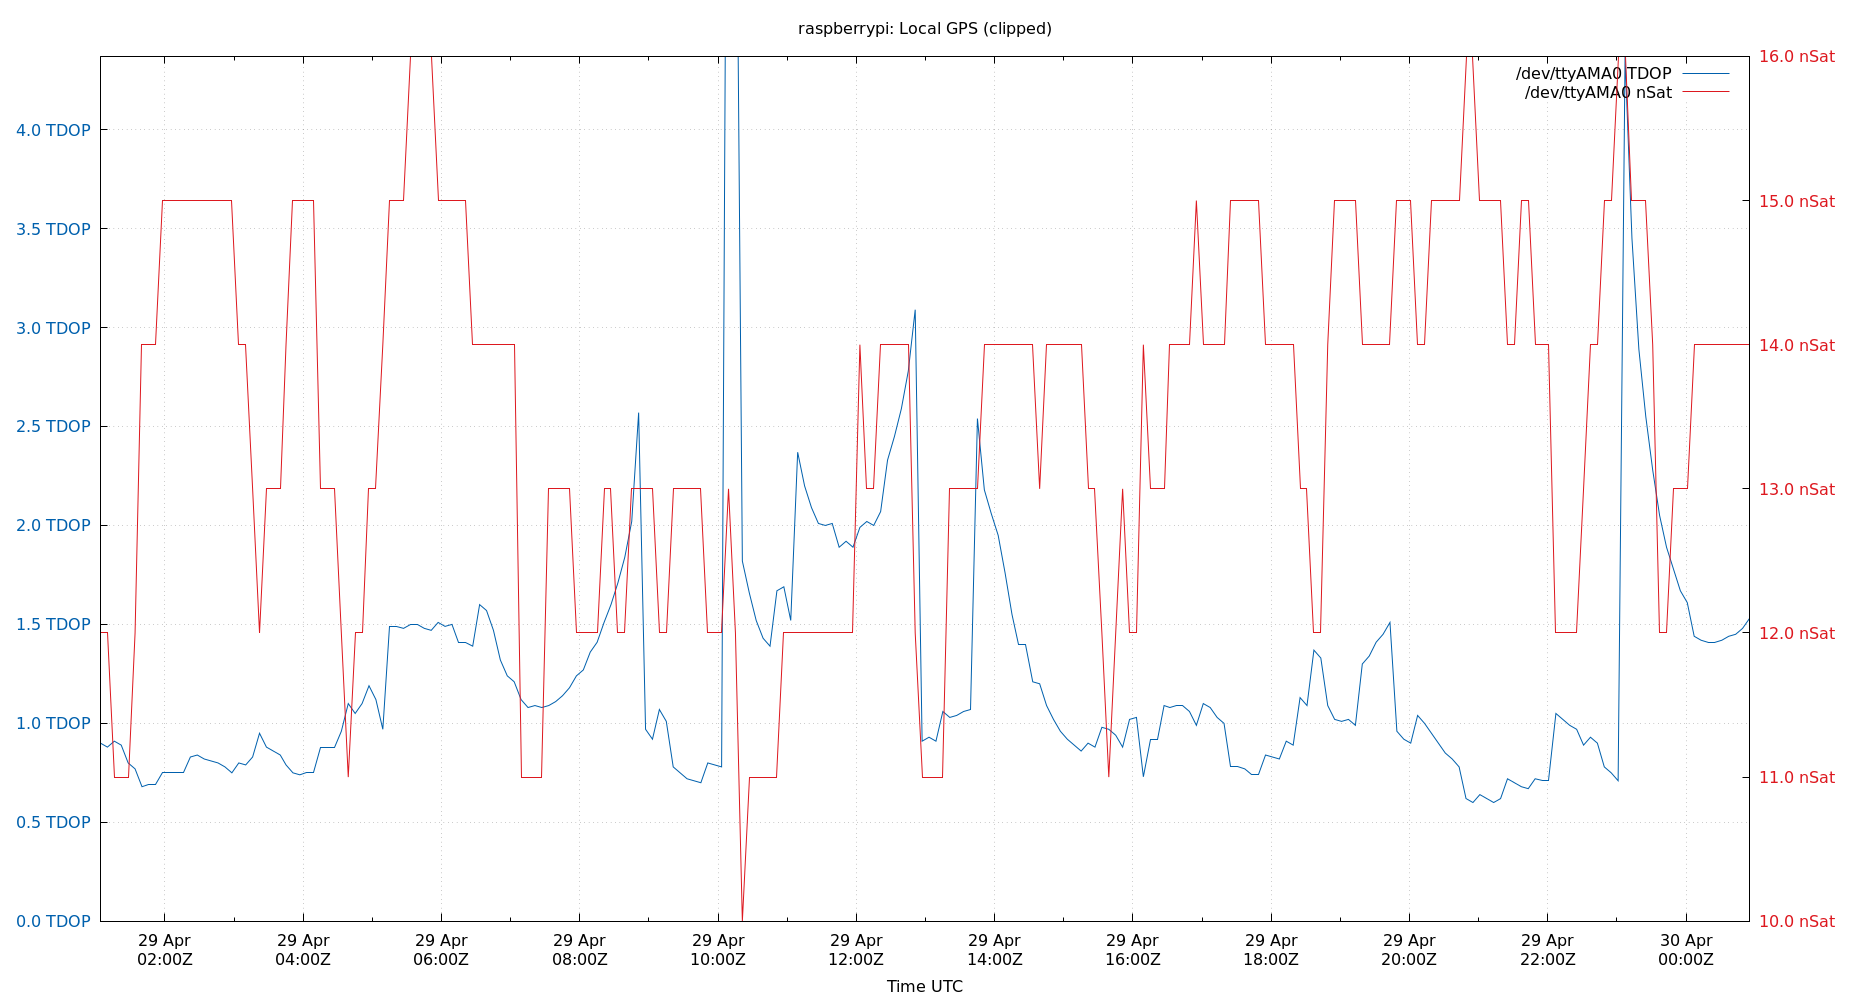 raspberrypi: Local GPS (clipped)
/dev/ttyAMA0 TDOP
/dev/ttyAMA0 nSat
4.0 TDOP
3.5 TDOP
3.0 TDOP
2.5 TDOP
2.0 TDOP
1.5 TDOP
1.0 TDOP
0.5 TDOP
0.0 TDOP
16.0 nSat
15.0 nSat
14.0 nSat
13.0 nSat
12.0 nSat
11.0 nSat
10.0 nSat
29 Apr 29 Apr 29 Apr 29 Apr 29 Apr 29 Apr 29 Apr 29 Apr 29 Apr 29 Apr 29 Apr 30 Apr
02:00Z 04:00Z 06:00Z 08:00Z 10:00Z 12:00Z 14:00Z 16:00Z 18:00Z 20:00Z 22:00Z 00:00Z
Time UTC